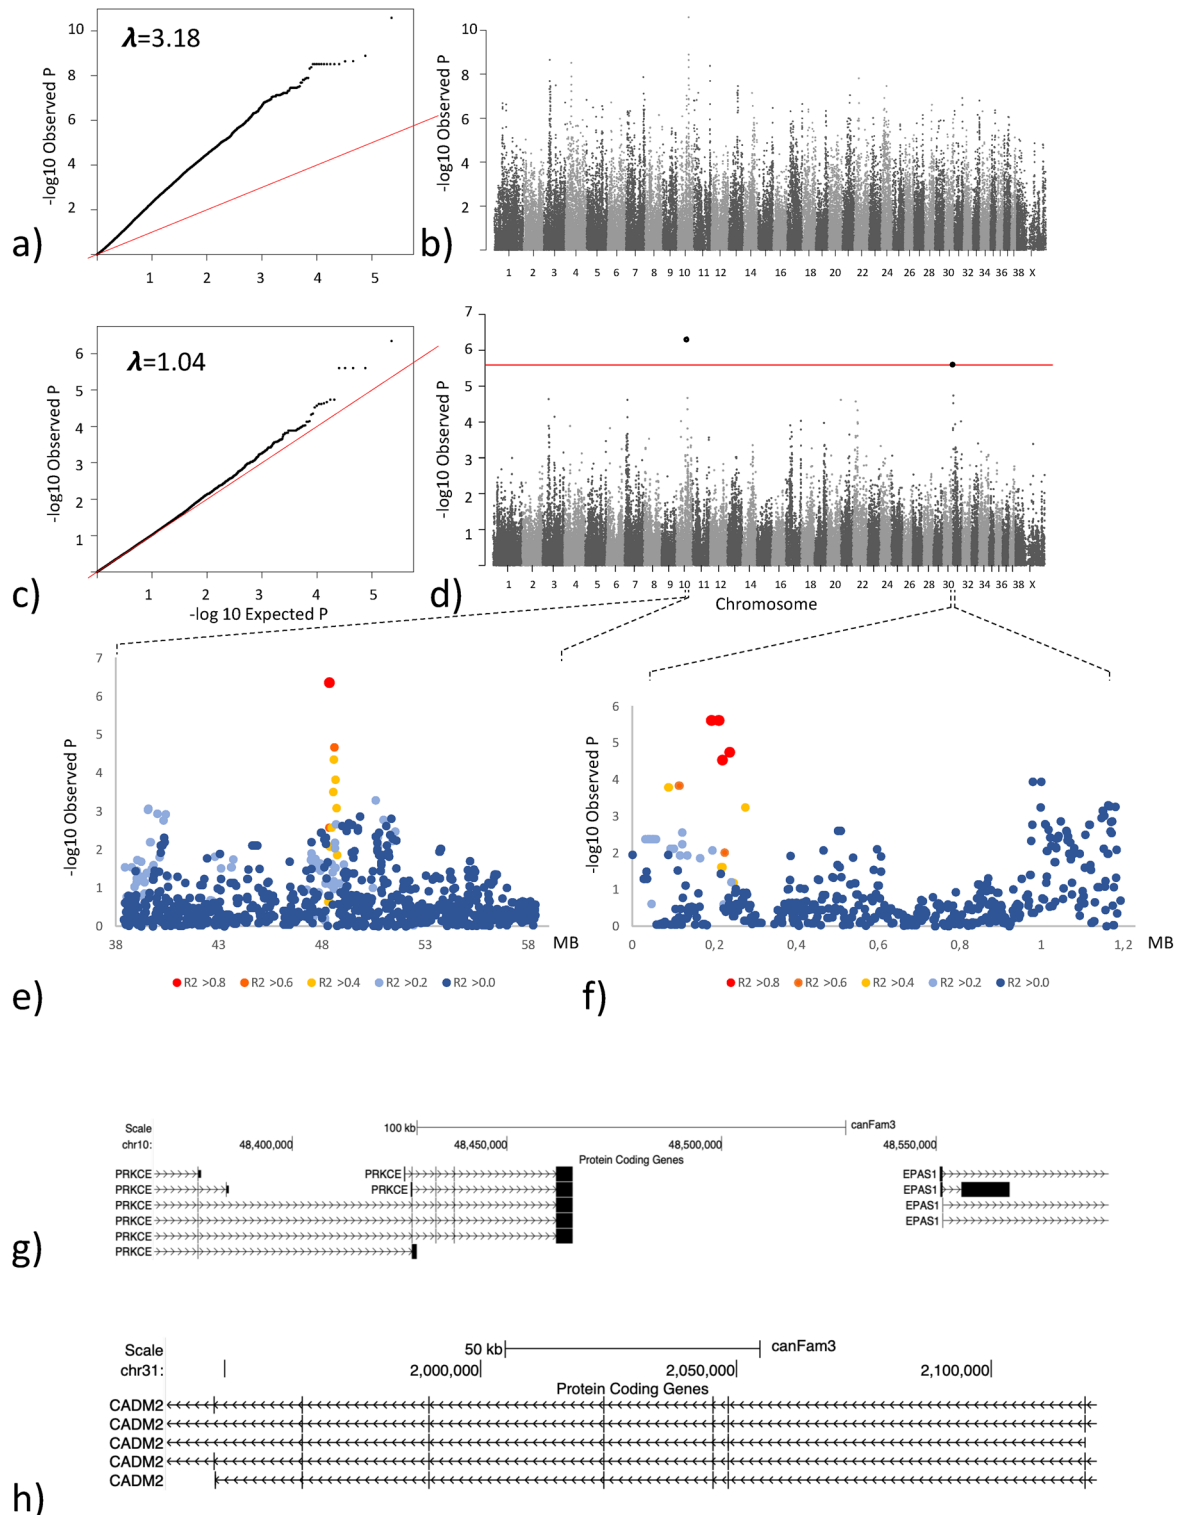 λ=3.18
-log10 Observed P
10
8
6
4
2
1 2 3 4 5
a)
-log10 Observed P
10
8
6
4
2
1 2 3 4 5 6 7 8 9 10 11 12 14 16 18 20 22 24 26 28 30 32 34 36 38 X
b)
λ=1.04
-log10 Observed P
6
5
4
3
2
1
1 2 3 4 5
-log 10 Expected P
c)
-log10 Observed P
7
6
5
4
3
2
1
1 2 3 4 5 6 7 8 9 10 11 12 14 16 18 20 22 24 26 28 30 32 34 36 38 X
Chromosome
d)
-log10 Observed P
7
6
5
4
3
2
1
0
38 43 48 53 58 MB
R2 >0.8 R2 >0.6 R2 >0.4 R2 >0.2 R2 >0.0
e)
-log10 Observed P
6
5
4
3
2
1
0
0 0,2 0,4 0,6 0,8 1 1,2 MB
R2 >0.8 R2 >0.6 R2 >0.4 R2 >0.2 R2 >0.0
f)
Scale 100 kb canFam3
chr10: 48,400,000 48,450,000 48,500,000 48,550,000
Protein Coding Genes
PRKCE PRKCE EPAS1
PRKCE PRKCE EPAS1
PRKCE EPAS1
PRKCE EPAS1
PRKCE
PRKCE
g)
Scale 50 kb canFam3
chr31: 2,000,000 2,050,000 2,100,000
Protein Coding Genes
CADM2
CADM2
CADM2
CADM2
CADM2
h)